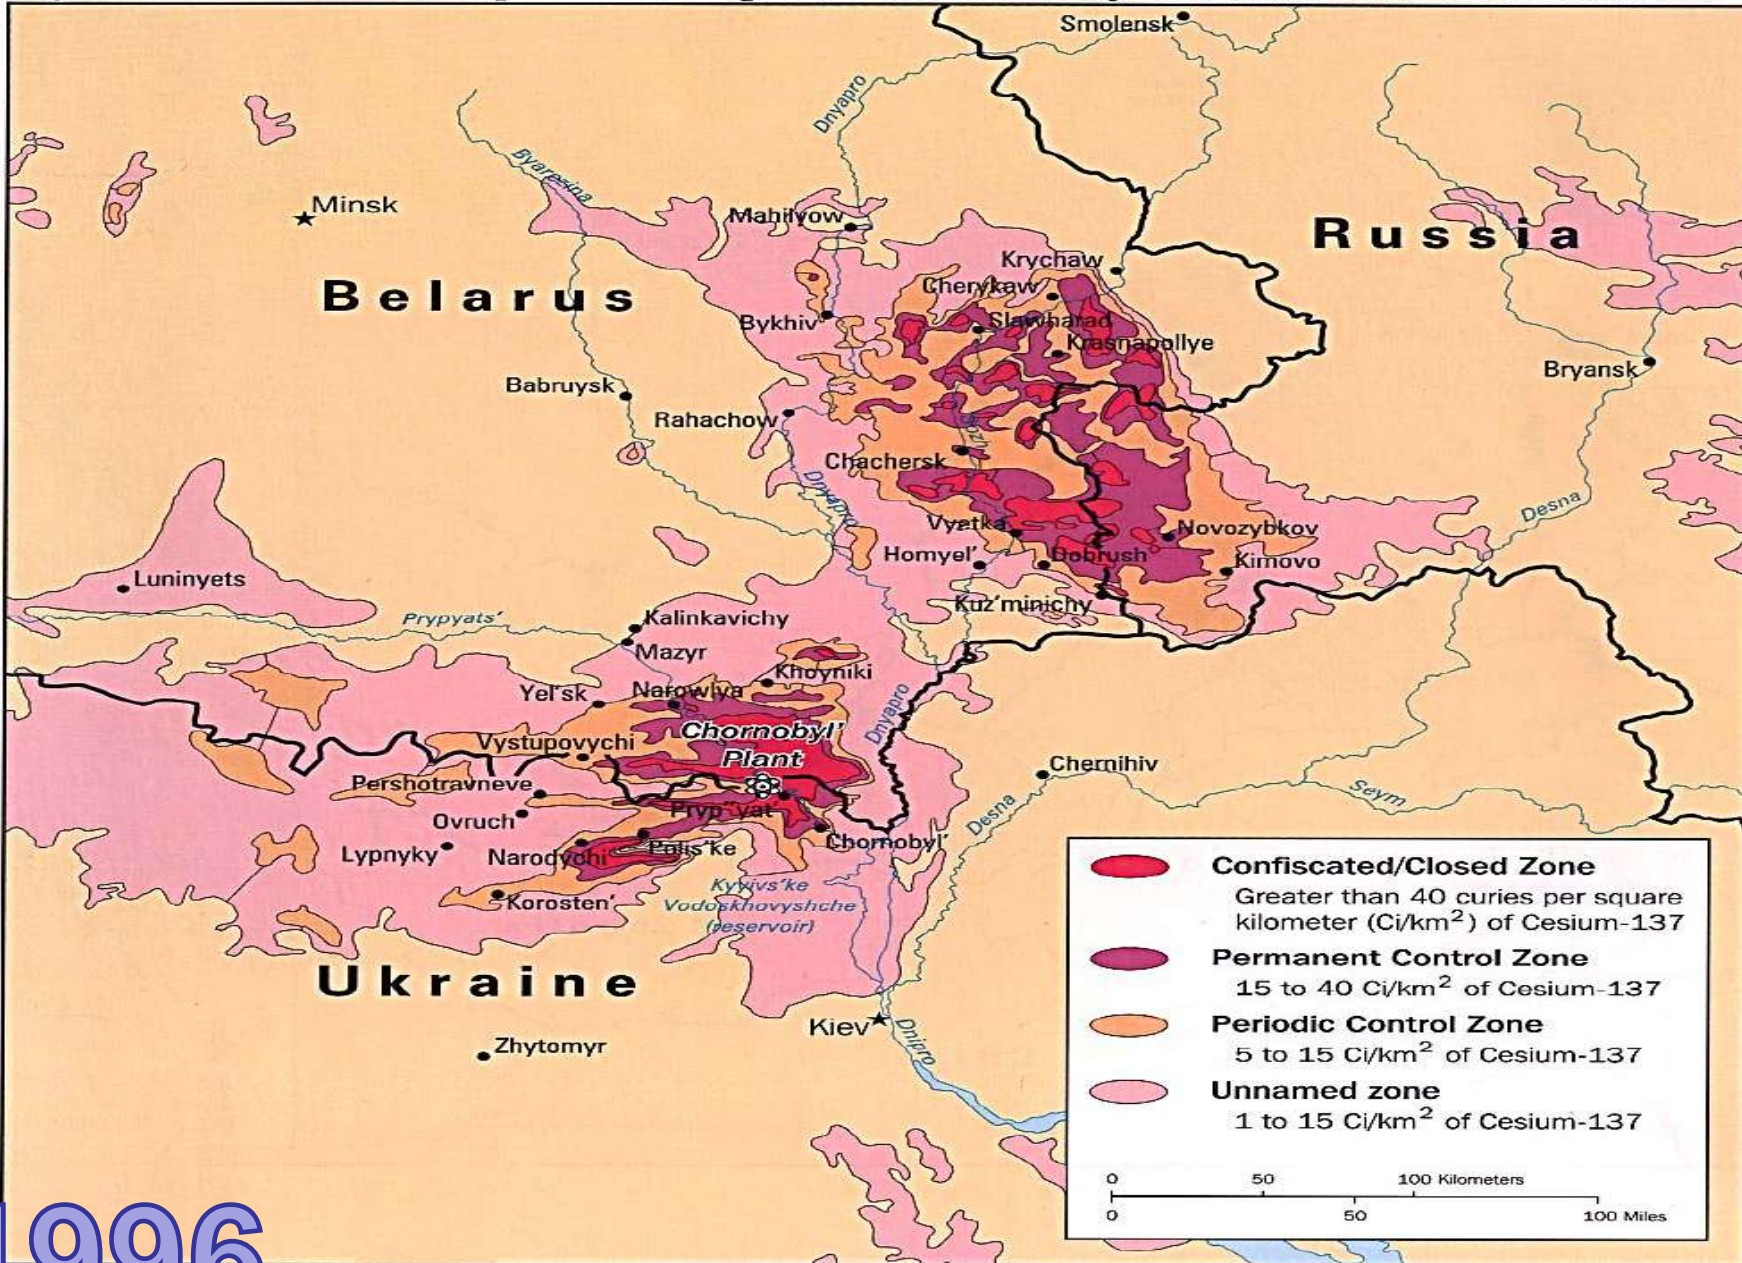 Smolensk
Dnyapro
Byarezina
Minsk
Mahilyow
Russia
Krychaw
Belarus
Cherykaw
Bykhiv
Slawharad
Krasnapollye
Bryansk
Babruysk
Rahachow
Sozh
Chachersk
Dnyapro
Desna
Vyetka
Novozybkov
Homyel'
Dobrush
Kimovo
Luninyets
Kuz'minichy
Prypyats'
Kalinkavichy
Mazyr
Khoyniki
Yel'sk
Narowlya
Dnyapro
Chornobyl'
Plant
Vystupovychi
Chernihiv
Pershotravneve
Seym
Pryp"yat'
Desna
Ovruch
Chornobyl'
Lypnyky
Narodychi
Polis'ke
Kyyivs'ke
Vodoskhovyshche
(reservoir)
Korosten'
Ukraine
Kiev
Dnipro
Zhytomyr
Confiscated/Closed Zone
Greater than 40 curies per square
kilometer (Ci/km²) of Cesium-137
Permanent Control Zone
15 to 40 Ci/km² of Cesium-137
Periodic Control Zone
5 to 15 Ci/km² of Cesium-137
Unnamed zone
1 to 15 Ci/km² of Cesium-137
0 50 100 Kilometers
0 50 100 Miles
1996